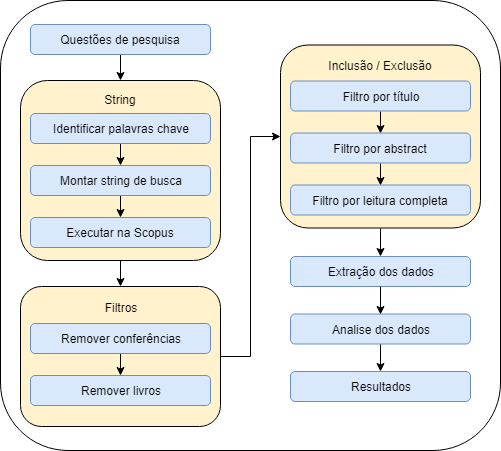 Questões de pesquisa
String
Identificar palavras chave
Montar string de busca
Executar na Scopus
Filtros
Remover conferências
Remover livros
Inclusão / Exclusão
Filtro por título
Filtro por abstract
Filtro por leitura completa
Extração dos dados
Analise dos dados
Resultados